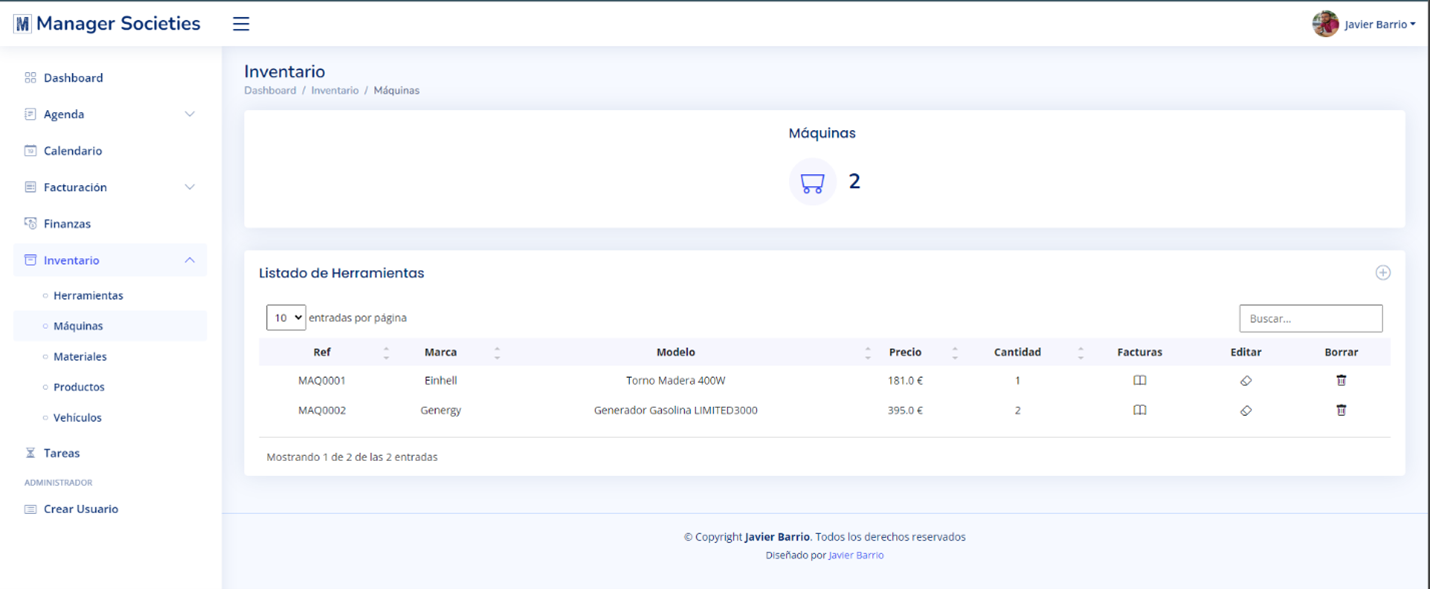 M Manager Societies
Javier Barrio
Dashboard
Agenda
Calendario
Facturación
Finanzas
Inventario
Herramientas
Máquinas
Materiales
Productos
Vehículos
Tareas
ADMINISTRADOR
Crear Usuario
Inventario
Dashboard / Inventario / Máquinas
Máquinas
2
Listado de Herramientas
10 entradas por página
Buscar...
Ref Marca Modelo Precio Cantidad Facturas Editar Borrar
MAQ0001 Einhell Torno Madera 400W 181.0 € 1
MAQ0002 Genergy Generador Gasolina LIMITED3000 395.0 € 2
Mostrando 1 de 2 de las 2 entradas
© Copyright Javier Barrio. Todos los derechos reservados
Diseñado por Javier Barrio